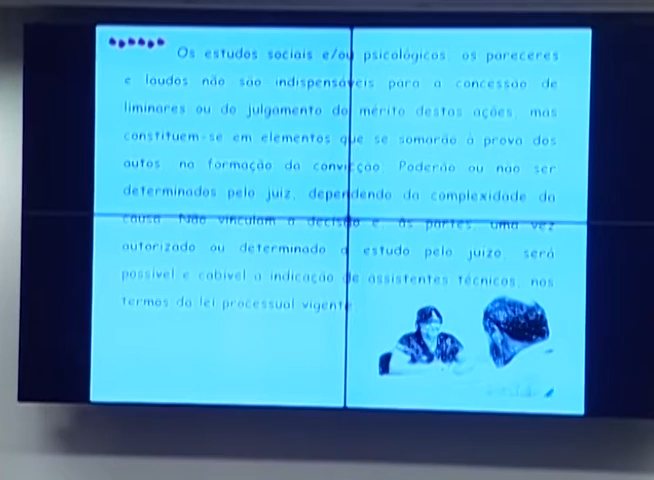 Os estudos sociais e/ou psicológicos, os pareceres
e laudos não são indispensáveis para a concessão de
liminares ou do julgamento do mérito destas ações, mas
constituem-se em elementos que se somarão à prova dos
autos, na formação da convicção. Poderão ou não ser
determinados pelo juiz, dependendo da complexidade da
causa. Não vinculam a decisão e, às partes, uma vez
autorizado ou determinado o estudo pelo juízo, será
possível e cabível a indicação de assistentes técnicos, nos
termos da lei processual vigente.